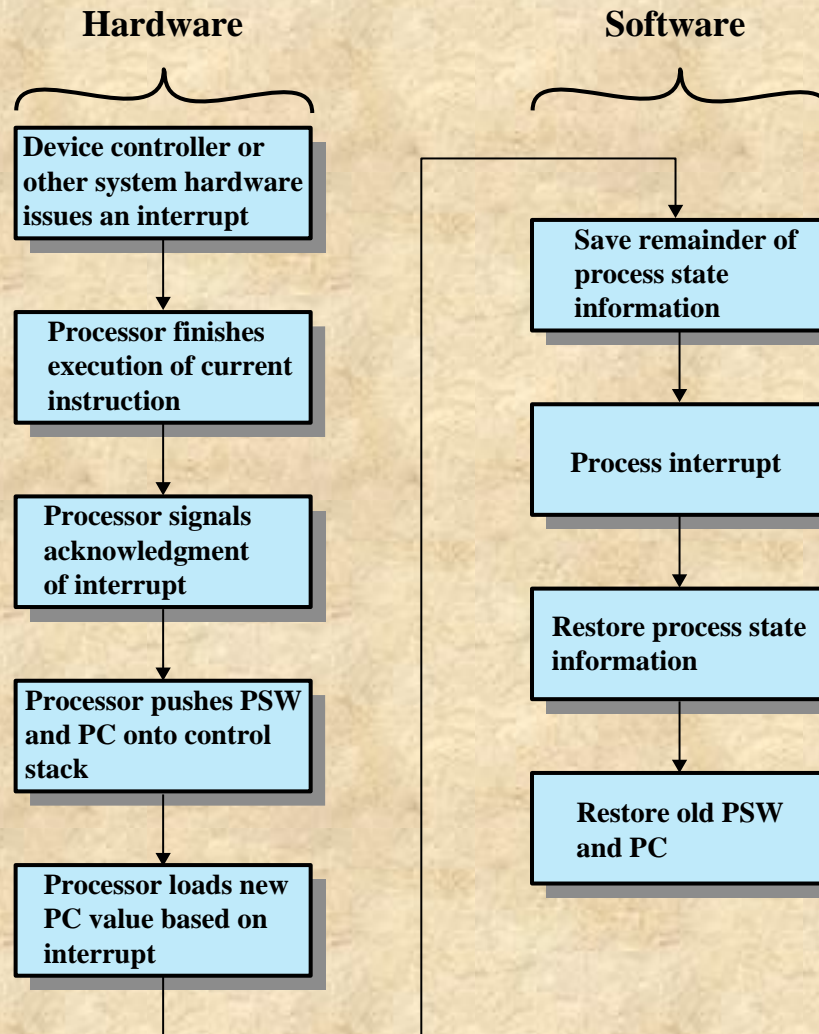 Hardware
Device controller or
other system hardware
issues an interrupt
Processor finishes
execution of current
instruction
Processor signals
acknowledgment
of interrupt
Processor pushes PSW
and PC onto control
stack
Processor loads new
PC value based on
interrupt
Software
Save remainder of
process state
information
Process interrupt
Restore process state
information
Restore old PSW
and PC